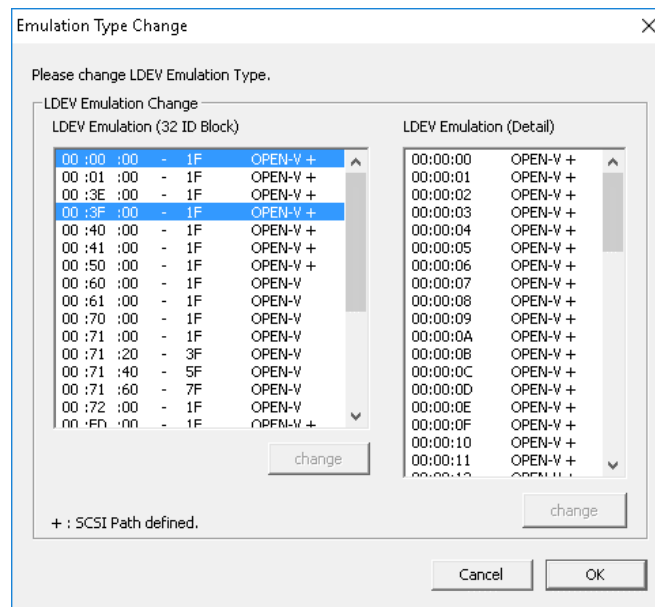 Emulation Type Change
Please change LDEV Emulation Type.
LDEV Emulation Change
LDEV Emulation (32 ID Block)
00 :00 :00 - 1F OPEN-V +
00 :01 :00 - 1F OPEN-V +
00 :3E :00 - 1F OPEN-V +
00 :3F :00 - 1F OPEN-V +
00 :40 :00 - 1F OPEN-V +
00 :41 :00 - 1F OPEN-V +
00 :50 :00 - 1F OPEN-V +
00 :60 :00 - 1F OPEN-V
00 :61 :00 - 1F OPEN-V
00 :70 :00 - 1F OPEN-V
00 :71 :00 - 1F OPEN-V
00 :71 :20 - 3F OPEN-V
00 :71 :40 - 5F OPEN-V
00 :71 :60 - 7F OPEN-V
00 :72 :00 - 1F OPEN-V
00 :00 - 1F OPEN-V +
change
+ : SCSI Path defined.
LDEV Emulation (Detail)
00:00:00 OPEN-V +
00:00:01 OPEN-V +
00:00:02 OPEN-V +
00:00:03 OPEN-V +
00:00:04 OPEN-V +
00:00:05 OPEN-V +
00:00:06 OPEN-V +
00:00:07 OPEN-V +
00:00:08 OPEN-V +
00:00:09 OPEN-V +
00:00:0A OPEN-V +
00:00:0B OPEN-V +
00:00:0C OPEN-V +
00:00:0D OPEN-V +
00:00:0E OPEN-V +
00:00:0F OPEN-V +
00:00:10 OPEN-V +
00:00:11 OPEN-V +
change
Cancel
OK